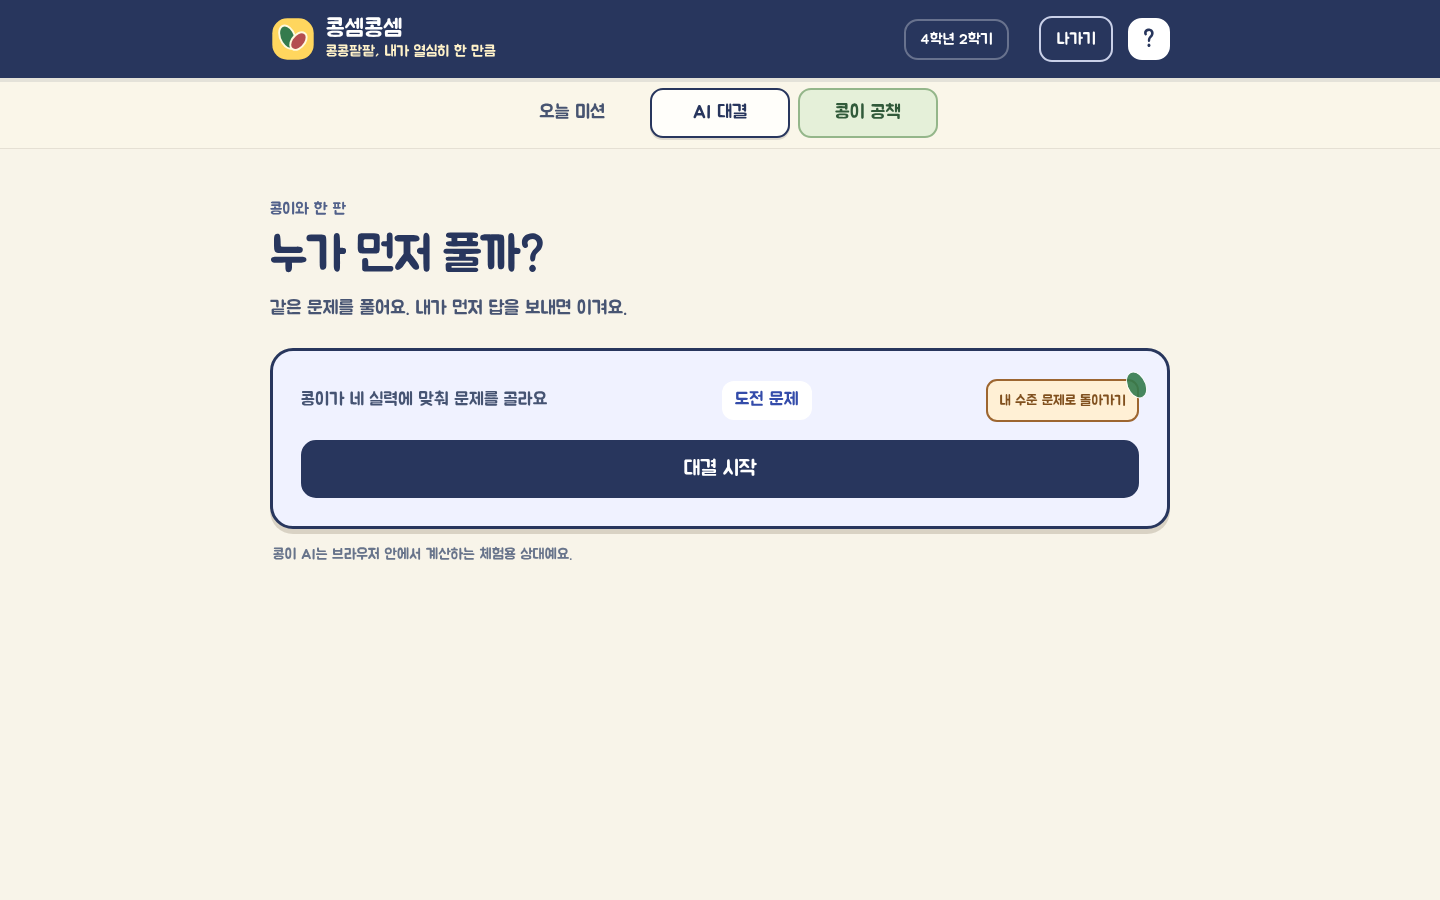 콩셈콩셈
콩콩팥팥, 내가 열심히 한 만큼
4학년 2학기
나가기
?
오늘 미션
AI 대결
콩이 공책
콩이와 한 판
누가 먼저 풀까?
같은 문제를 풀어요. 내가 먼저 답을 보내면 이겨요.
콩이가 네 실력에 맞춰 문제를 골라요
도전 문제
내 수준 문제로 돌아가기
대결 시작
콩이 AI는 브라우저 안에서 계산하는 체험용 상대예요.